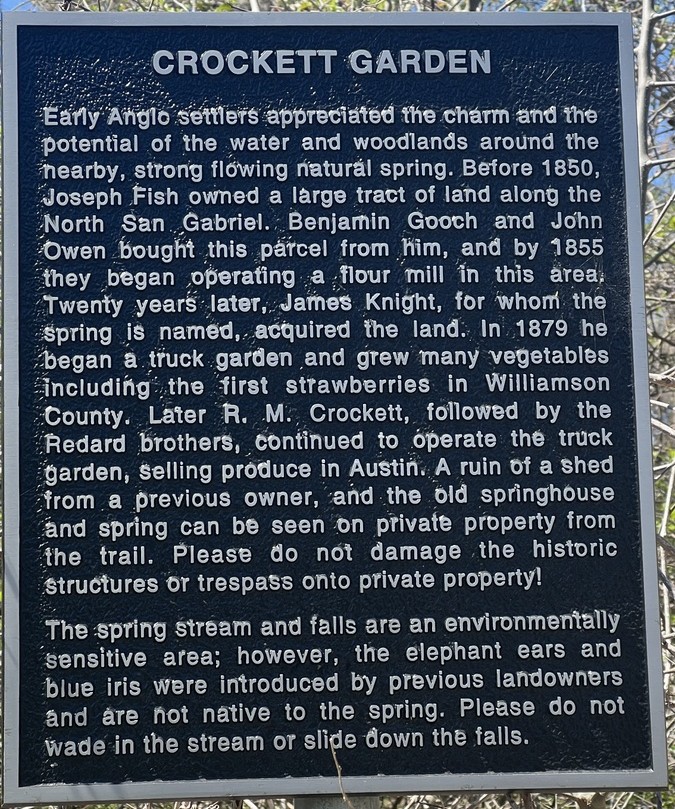 CROCKETT GARDEN
Early Anglo settlers appreciated the charm and the
potential of the water and woodlands around the
nearby, strong flowing natural spring. Before 1850,
Joseph Fish owned a large tract of land along the
North San Gabriel. Benjamin Gooch and John
Owen bought this parcel from him, and by 1855
they began operating a flour mill in this area.
Twenty years later, James Knight, for whom the
spring is named, acquired the land. In 1879 he
began a truck garden and grew many vegetables
including the first strawberries in Williamson
County. Later R. M. Crockett, followed by the
Redard brothers, continued to operate the truck
garden, selling produce in Austin. A ruin of a shed
from a previous owner, and the old springhouse
and spring can be seen on private property from
the trail. Please do not damage the historic
structures or trespass onto private property!
The spring stream and falls are an environmentally
sensitive area; however, the elephant ears and
blue iris were introduced by previous landowners
and are not native to the spring. Please do not
wade in the stream or slide down the falls.